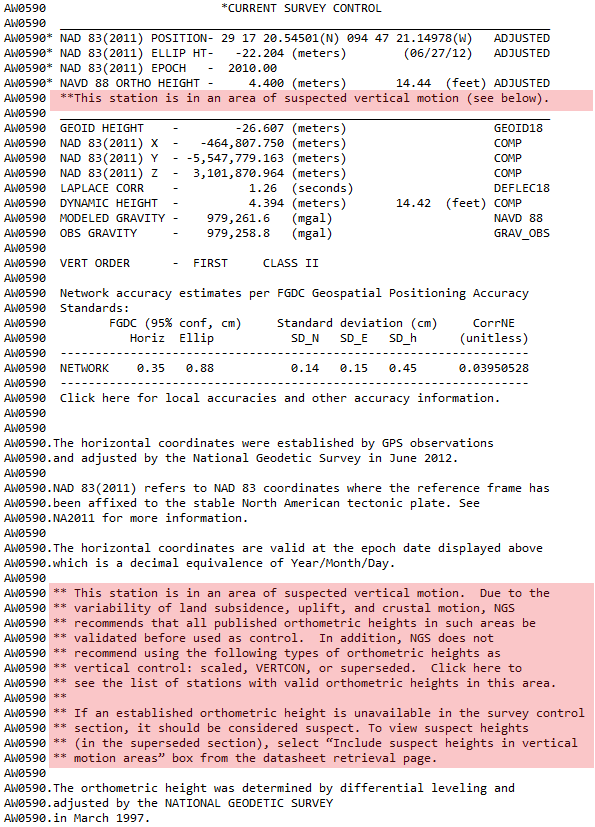 AW0590                       *CURRENT SURVEY CONTROL
AW0590  ______________________________________________________________________
AW0590* NAD 83(2011) POSITION- 29 17 20.54501(N) 094 47 21.14978(W)   ADJUSTED
AW0590* NAD 83(2011) ELLIP HT-   -22.204 (meters)        (06/27/12)   ADJUSTED
AW0590* NAD 83(2011) EPOCH   -  2010.00
AW0590* NAVD 88 ORTHO HEIGHT -     4.400 (meters)       14.44  (feet) ADJUSTED
AW0590  **This station is in an area of suspected vertical motion (see below).
AW0590  ______________________________________________________________________
AW0590  GEOID HEIGHT    -        -26.607 (meters)                     GEOID18
AW0590  NAD 83(2011) X  -   -464,807.750 (meters)                     COMP
AW0590  NAD 83(2011) Y  - -5,547,779.163 (meters)                     COMP
AW0590  NAD 83(2011) Z  -  3,101,870.964 (meters)                     COMP
AW0590  LAPLACE CORR    -          1.26  (seconds)                    DEFLEC18
AW0590  DYNAMIC HEIGHT  -          4.394 (meters)       14.42  (feet) COMP
AW0590  MODELED GRAVITY -    979,261.6   (mgal)                       NAVD 88
AW0590  OBS GRAVITY     -    979,258.8   (mgal)                       GRAV_OBS
AW0590
AW0590  VERT ORDER      -  FIRST     CLASS II
AW0590
AW0590  Network accuracy estimates per FGDC Geospatial Positioning Accuracy
AW0590  Standards:
AW0590         FGDC (95% conf, cm)     Standard deviation (cm)     CorrNE
AW0590            Horiz  Ellip              SD_N   SD_E   SD_h      (unitless)
AW0590  -------------------------------------------------------------------
AW0590  NETWORK    0.35  0.88               0.14   0.15   0.45      0.03950528
AW0590  -------------------------------------------------------------------
AW0590  Click here for local accuracies and other accuracy information.
AW0590
AW0590
AW0590.The horizontal coordinates were established by GPS observations
AW0590.and adjusted by the National Geodetic Survey in June 2012.
AW0590
AW0590.NAD 83(2011) refers to NAD 83 coordinates where the reference frame has
AW0590.been affixed to the stable North American tectonic plate. See
AW0590.NA2011 for more information.
AW0590
AW0590.The horizontal coordinates are valid at the epoch date displayed above
AW0590.which is a decimal equivalence of Year/Month/Day.
AW0590
AW0590 ** This station is in an area of suspected vertical motion.  Due to the
AW0590 ** variability of land subsidence, uplift, and crustal motion, NGS
AW0590 ** recommends that all published orthometric heights in such areas be
AW0590 ** validated before used as control.  In addition, NGS does not
AW0590 ** recommend using the following types of orthometric heights as
AW0590 ** vertical control: scaled, VERTCON, or superseded.  Click here to
AW0590 ** see the list of stations with valid orthometric heights in this area.
AW0590 **
AW0590 ** If an established orthometric height is unavailable in the survey control
AW0590 ** section, it should be considered suspect. To view suspect heights
AW0590 ** (in the superseded section), select “Include suspect heights in vertical
AW0590 ** motion areas” box from the datasheet retrieval page.
AW0590
AW0590.The orthometric height was determined by differential leveling and
AW0590.adjusted by the NATIONAL GEODETIC SURVEY
AW0590.in March 1997.